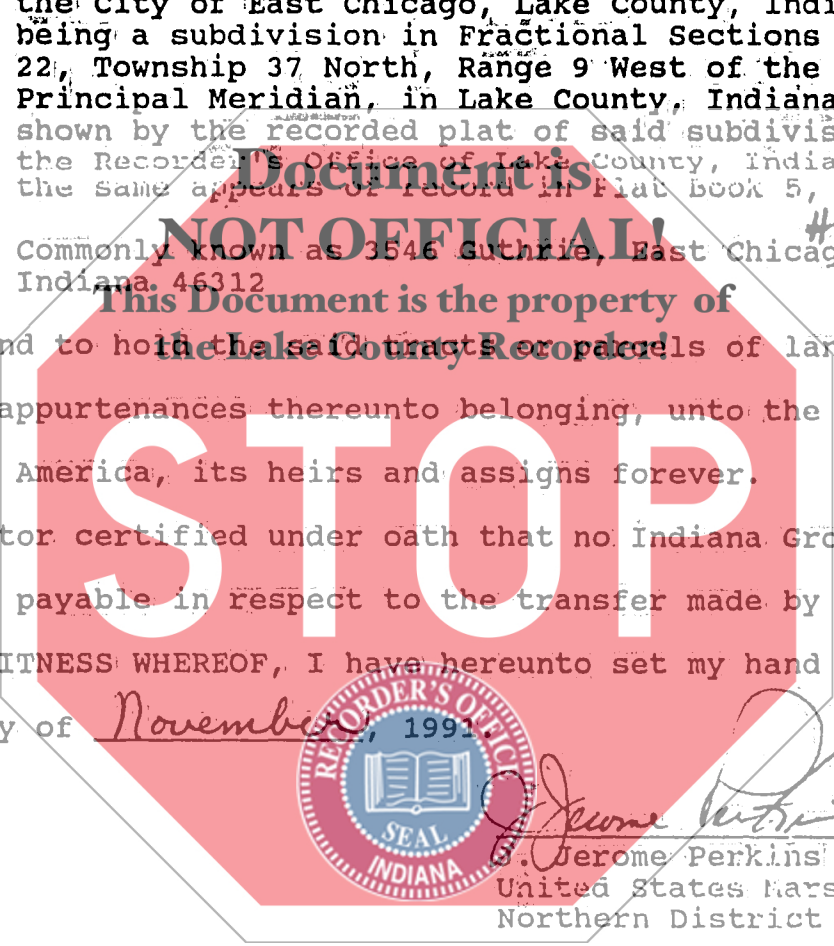 the City of East Chicago, Lake County, Indi
being a subdivision in Fractional Sections
22, Township 37 North, Range 9 West of the
Principal Meridian, in Lake County, Indiana
shown by the recorded plat of said subdivis
the Recorder's Office of Lake County, India
the same appears of record in Plat Book 5,
Document is
NOT OFFICIAL!
Commonly known as 3546 Guthrie, East Chicag
Indiana 46312
This Document is the property of
the Lake County Recorder!
nd to hold the said tracts or parcels of lan
appurtenances thereunto belonging, unto the
America, its heirs and assigns forever.
STOP
tor certified under oath that no Indiana Gro
payable in respect to the transfer made by
ITNESS WHEREOF, I have hereunto set my hand
y of November, 1991.
RECORDER'S OFFICE
SEAL
INDIANA
J. Jerome Perkins
United States Mars
Northern District